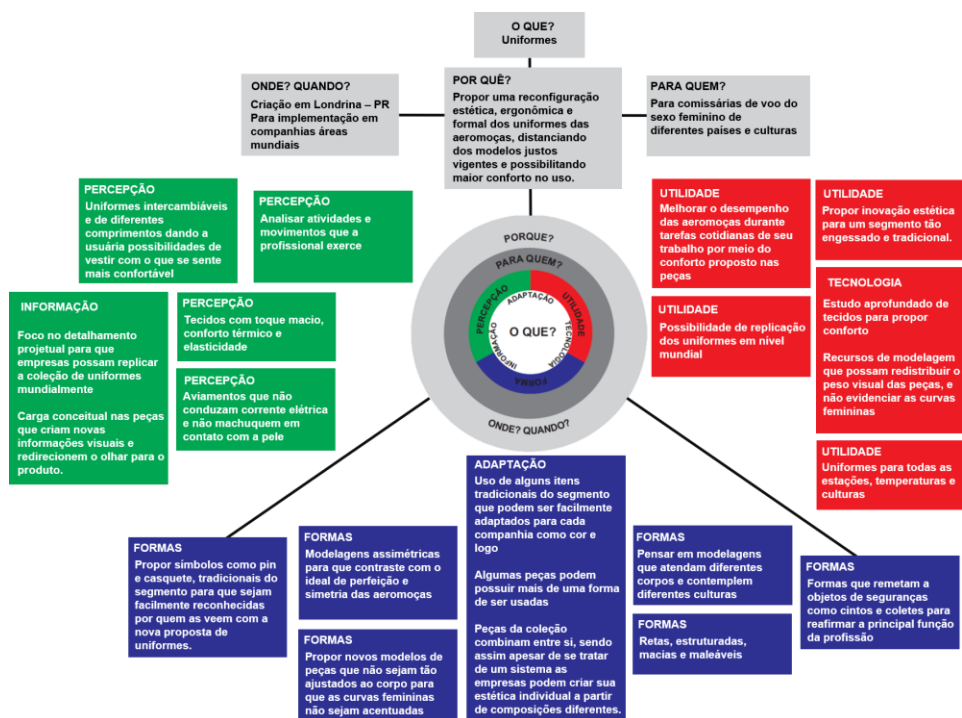 O QUE?
Uniformes
ONDE? QUANDO?
Criação em Londrina – PR
Para implementação em
companhias áreas
mundiais
POR QUÊ?
Propor uma reconfiguração
estética, ergonômica e
formal dos uniformes das
aeromoças, distanciando
dos modelos justos
vigentes e possibilitando
maior conforto no uso.
PARA QUEM?
Para comissárias de voo do
sexo feminino de
diferentes países e culturas
PERCEPÇÃO
Uniformes intercambiáveis
e de diferentes
comprimentos dando a
usuária possibilidades de
vestir com o que se sente
mais confortável
PERCEPÇÃO
Analisar atividades e
movimentos que a
profissional exerce
INFORMAÇÃO
Foco no detalhamento
projetual para que
empresas possam replicar
a coleção de uniformes
mundialmente
Carga conceitual nas peças
que criam novas
informações visuais e
redirecionem o olhar para o
produto.
PERCEPÇÃO
Tecidos com toque macio,
conforto térmico e
elasticidade
PERCEPÇÃO
Aviamentos que não
conduzam corrente elétrica
e não machuquem em
contato com a pele
PORQUE?
PARA QUEM?
PERCEPÇÃO
ADAPTAÇÃO
UTILIDADE
O QUE?
INFORMAÇÃO
TECNOLOGIA
FORMA
ONDE? QUANDO?
UTILIDADE
Melhorar o desempenho
das aeromoças durante
tarefas cotidianas de seu
trabalho por meio do
conforto proposto nas
peças
UTILIDADE
Propor inovação estética
para um segmento tão
engessado e tradicional.
UTILIDADE
Possibilidade de replicação
dos uniformes em nível
mundial
TECNOLOGIA
Estudo aprofundado de
tecidos para propor
conforto
Recursos de modelagem
que possam redistribuir o
peso visual das peças, e
não evidenciar as curvas
femininas
UTILIDADE
Uniformes para todas as
estações, temperaturas e
culturas
FORMAS
Propor símbolos como pin
e casquete, tradicionais do
segmento para que sejam
facilmente reconhecidas
por quem as veem com a
nova proposta de
uniformes.
FORMAS
Modelagens assimétricas
para que contraste com o
ideal de perfeição e
simetria das aeromoças
FORMAS
Propor novos modelos de
peças que não sejam tão
ajustados ao corpo para
que as curvas femininas
não sejam acentuadas
ADAPTAÇÃO
Uso de alguns itens
tradicionais do segmento
que podem ser facilmente
adaptados para cada
companhia como cor e
logo
Algumas peças podem
possuir mais de uma forma
de ser usadas
Peças da coleção
combinam entre si, sendo
assim apesar de se tratar
de um sistema as
empresas podem criar sua
estética individual a partir
de composições diferentes.
FORMAS
Pensar em modelagens
que atendam diferentes
corpos e contemplem
diferentes culturas
FORMAS
Retas, estruturadas,
macias e maleáveis
FORMAS
Formas que remetam a
objetos de seguranças
como cintos e coletes para
reafirmar a principal função
da profissão